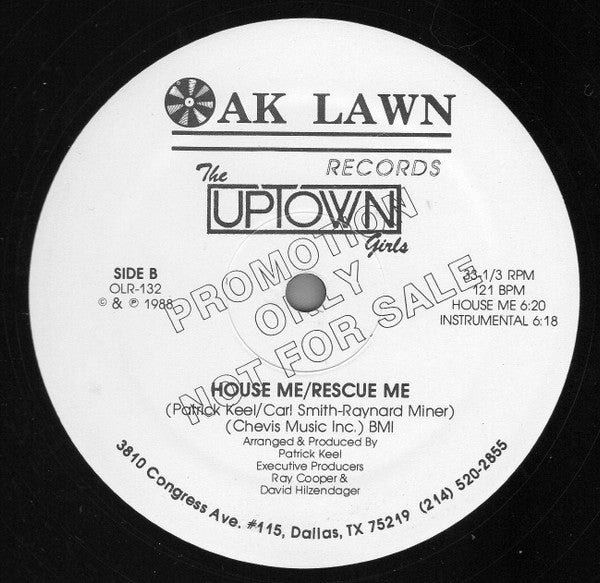 OAK LAWN
RECORDS
The
UPTOWN
Girls
PROMOTION
ONLY
NOT FOR SALE
SIDE B
OLR-132
© & ℗ 1988
33-1/3 RPM
121 BPM
HOUSE ME 6:20
INSTRUMENTAL 6:18
HOUSE ME/RESCUE ME
(Patrick Keel/Carl Smith-Raynard Miner)
(Chevis Music Inc.) BMI
Arranged & Produced By
Patrick Keel
Executive Producers
Ray Cooper &
David Hilzendager
3810 Congress Ave. #115, Dallas, TX 75219 (214) 520-2855